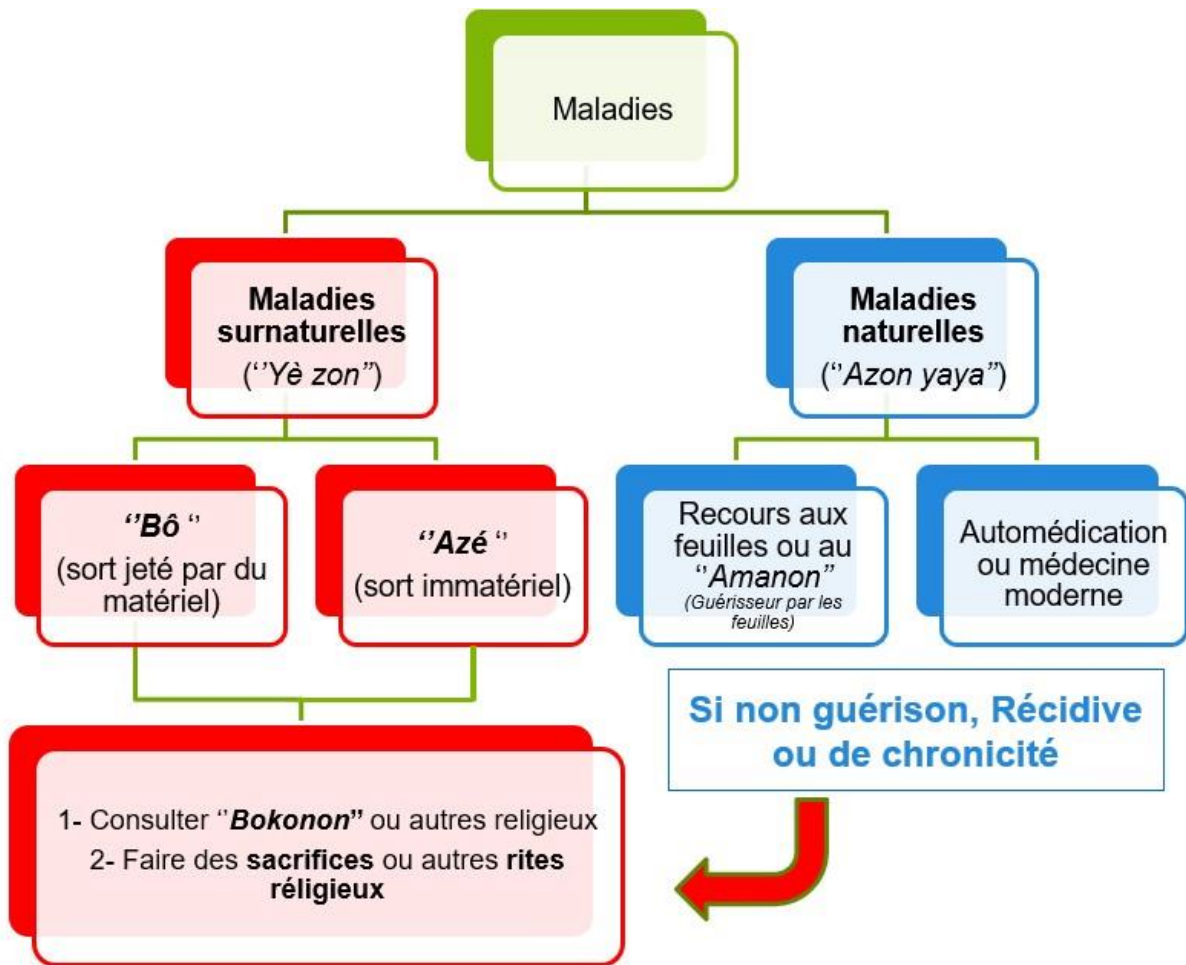 Maladies
Maladies
surnaturelles
(‘’Yè zon’’)
Maladies
naturelles
(‘’Azon yaya’’)
‘’Bô ‘’
(sort jeté par du
matériel)
‘’Azé ‘’
(sort immatériel)
Recours aux
feuilles ou au
‘’Amanon’’
(Guérisseur par les
feuilles)
Automédication
ou médecine
moderne
Si non guérison, Récidive
ou de chronicité
1- Consulter ‘’Bokonon’’ ou autres religieux
2- Faire des sacrifices ou autres rites
réligieux